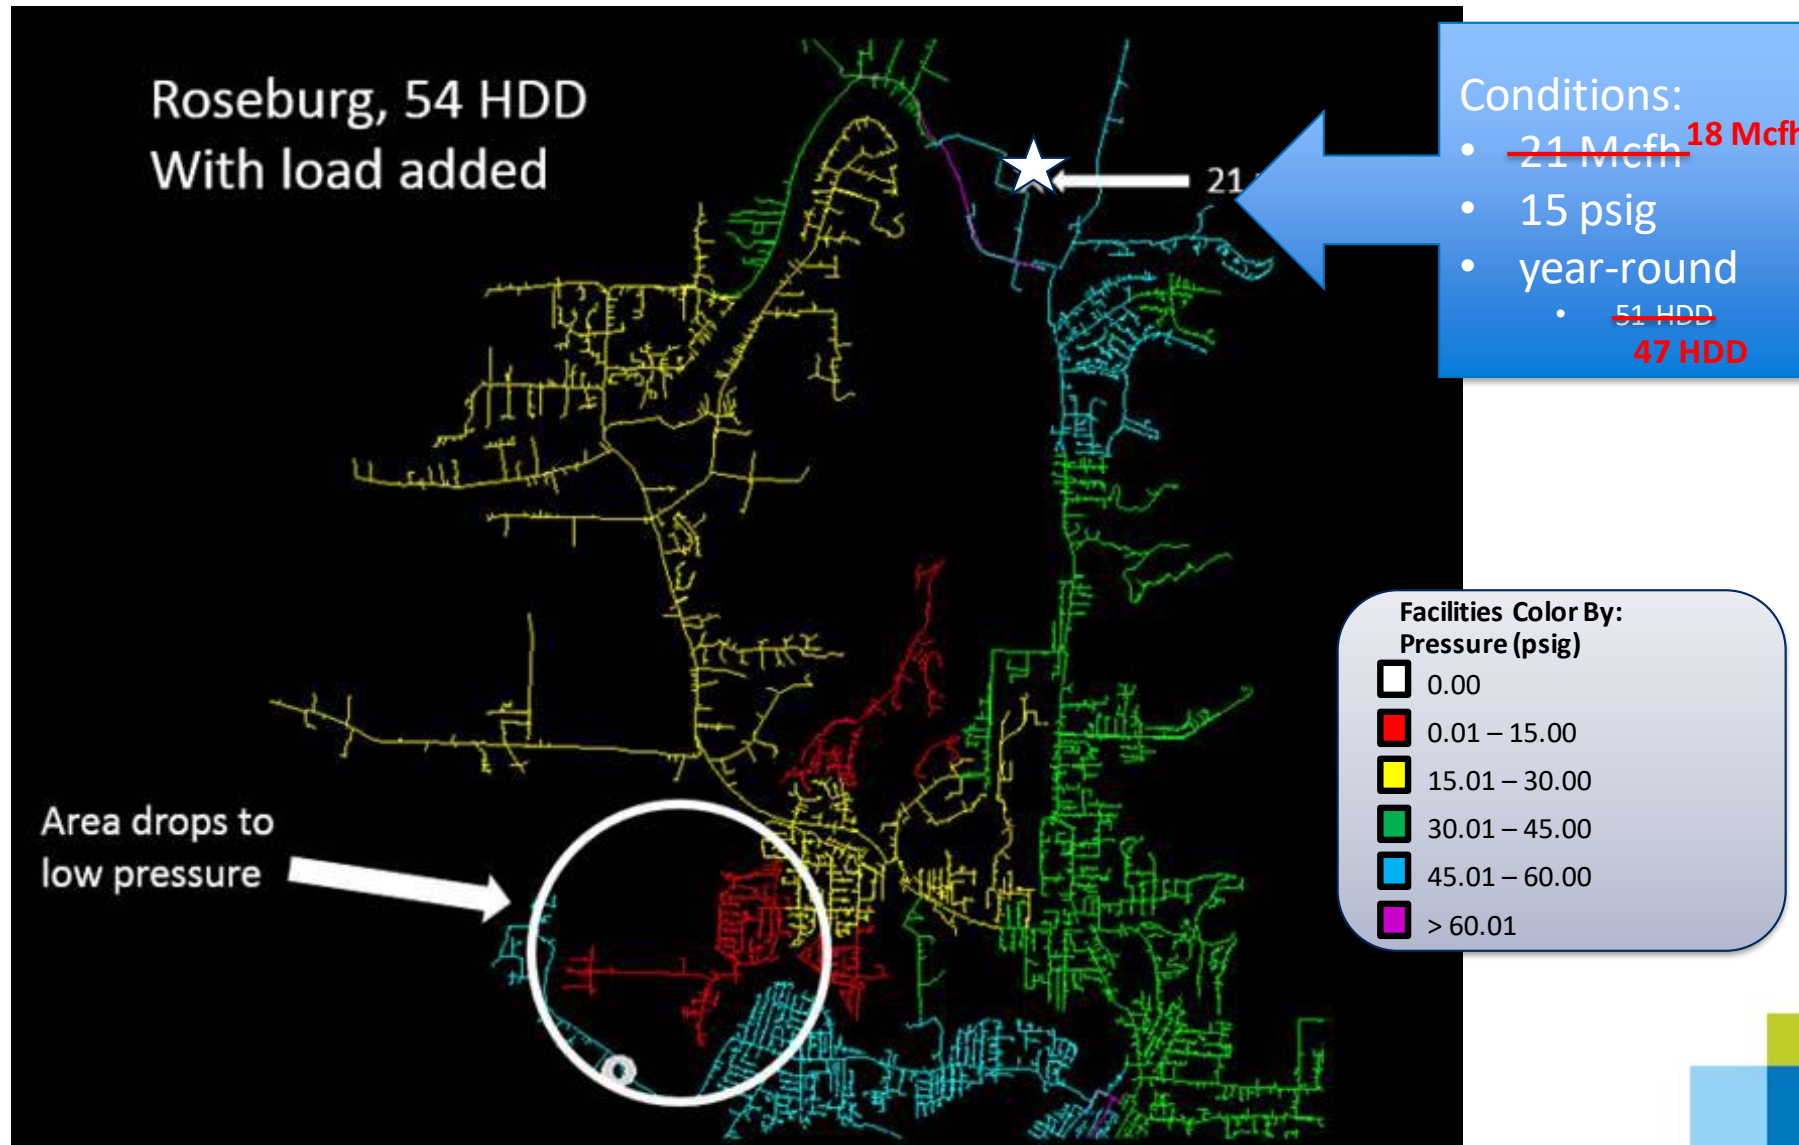 Roseburg, 54 HDD
With load added
21
Conditions:
• 21 Mcfh 18 Mcfh
• 15 psig
• year-round
• 51 HDD
47 HDD
Facilities Color By:
Pressure (psig)
0.00
0.01 – 15.00
15.01 – 30.00
30.01 – 45.00
45.01 – 60.00
> 60.01
Area drops to
low pressure